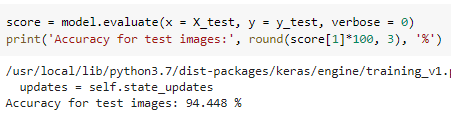 score = model.evaluate(x = X_test, y = y_test, verbose = 0)
print('Accuracy for test images:', round(score[1]*100, 3), '%')
/usr/local/lib/python3.7/dist-packages/keras/engine/training_v1.
updates = self.state_updates
Accuracy for test images: 94.448 %